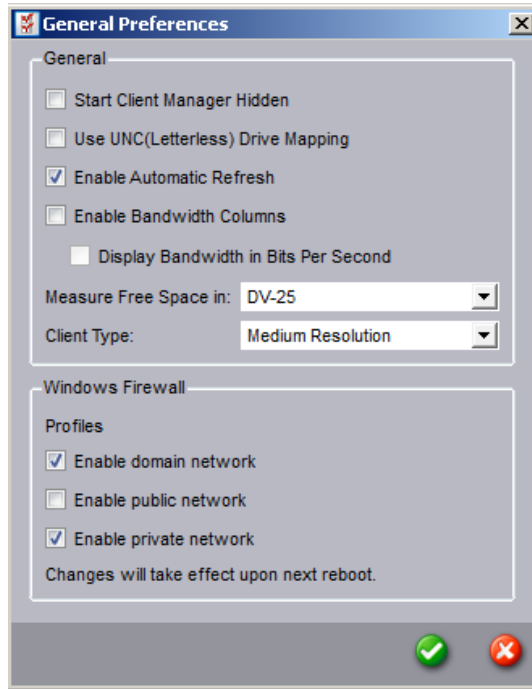 General Preferences
General
Start Client Manager Hidden
Use UNC(Letterless) Drive Mapping
Enable Automatic Refresh
Enable Bandwidth Columns
Display Bandwidth in Bits Per Second
Measure Free Space in: DV-25
Client Type: Medium Resolution
Windows Firewall
Profiles
Enable domain network
Enable public network
Enable private network
Changes will take effect upon next reboot.